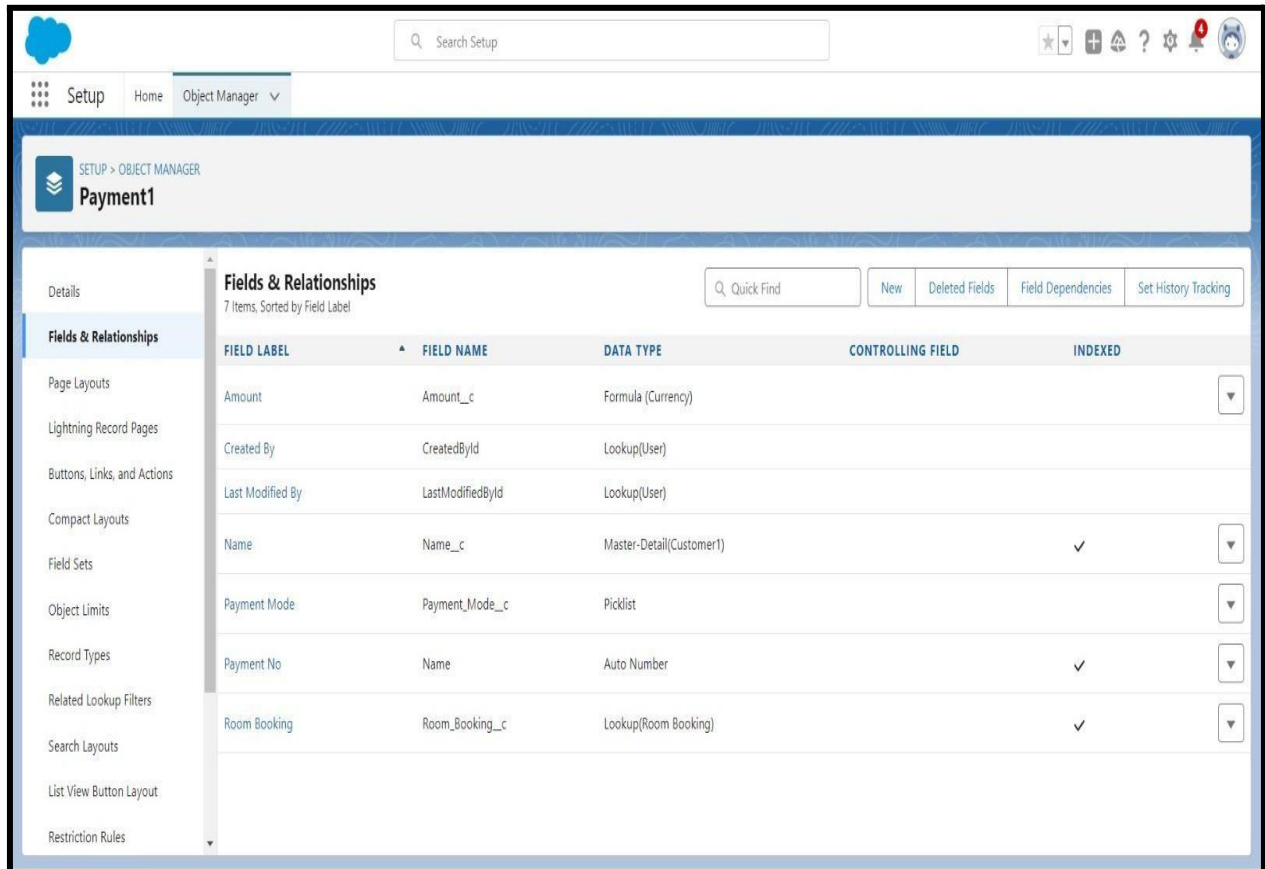 Search Setup
4
Setup Home Object Manager
SETUP > OBJECT MANAGER
Payment1
Details
Fields & Relationships
Page Layouts
Lightning Record Pages
Buttons, Links, and Actions
Compact Layouts
Field Sets
Object Limits
Record Types
Related Lookup Filters
Search Layouts
List View Button Layout
Restriction Rules
Fields & Relationships
7 Items, Sorted by Field Label
Quick Find New Deleted Fields Field Dependencies Set History Tracking
FIELD LABEL FIELD NAME DATA TYPE CONTROLLING FIELD INDEXED
Amount Amount__c Formula (Currency)
Created By CreatedById Lookup(User)
Last Modified By LastModifiedById Lookup(User)
Name Name__c Master-Detail(Customer1)
Payment Mode Payment_Mode__c Picklist
Payment No Name Auto Number
Room Booking Room_Booking__c Lookup(Room Booking)